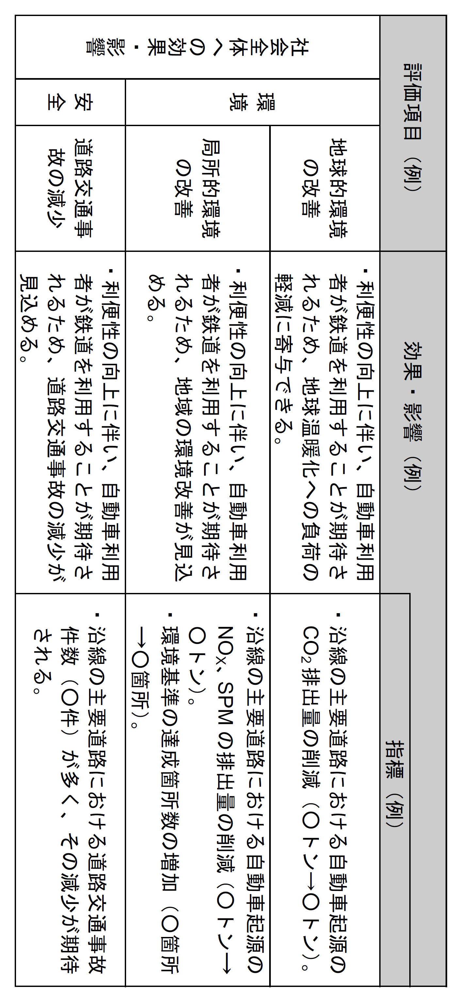 評価項目（例）
効果・影響（例）
指標（例）
社会全体への効果・影響
環
境
地球的環境
の改善
・利便性の向上に伴い、自動車利用
者が鉄道を利用することが期待さ
れるため、地球温暖化への負荷の
軽減に寄与できる。
・沿線の主要道路における自動車起源の
CO₂排出量の削減（〇トン→〇トン）。
局所的環境
の改善
・利便性の向上に伴い、自動車利用
者が鉄道を利用することが期待さ
れるため、地域の環境改善が見込
める。
・沿線の主要道路における自動車起源の
NOₓ、SPMの排出量の削減（〇トン→
〇トン）。
・環境基準の達成箇所数の増加（〇箇所
→〇箇所）。
安
全
道路交通事
故の減少
・利便性の向上に伴い、自動車利用
者が鉄道を利用することが期待さ
れるため、道路交通事故の減少が
見込める。
・沿線の主要道路における道路交通事故
件数（〇件）が多く、その減少が期待
される。